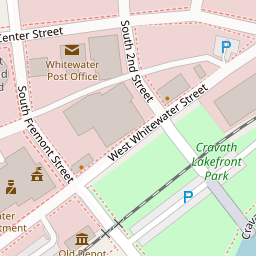 Center Street
South 2nd Street
P
Whitewater
Post Office
West Whitewater Street
South Fremont Street
Cravath
Lakefront
Park
P
Old Depot